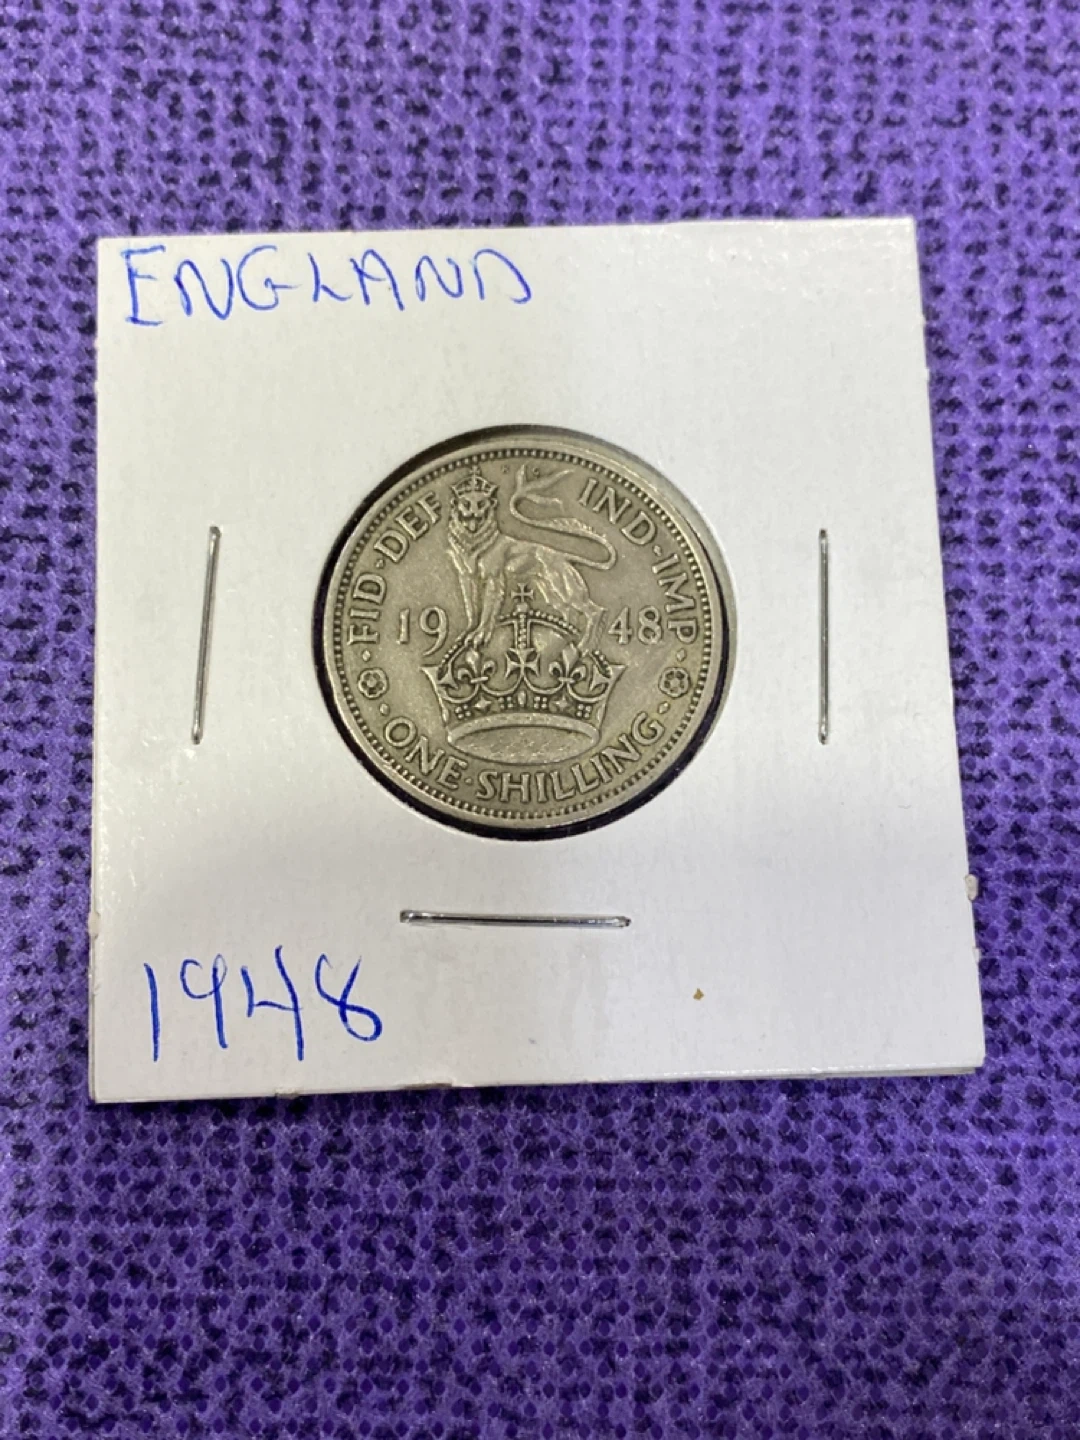 ENGLAND
FID·DEF IND·IMP
K G
19 48
ONE·SHILLING
1948